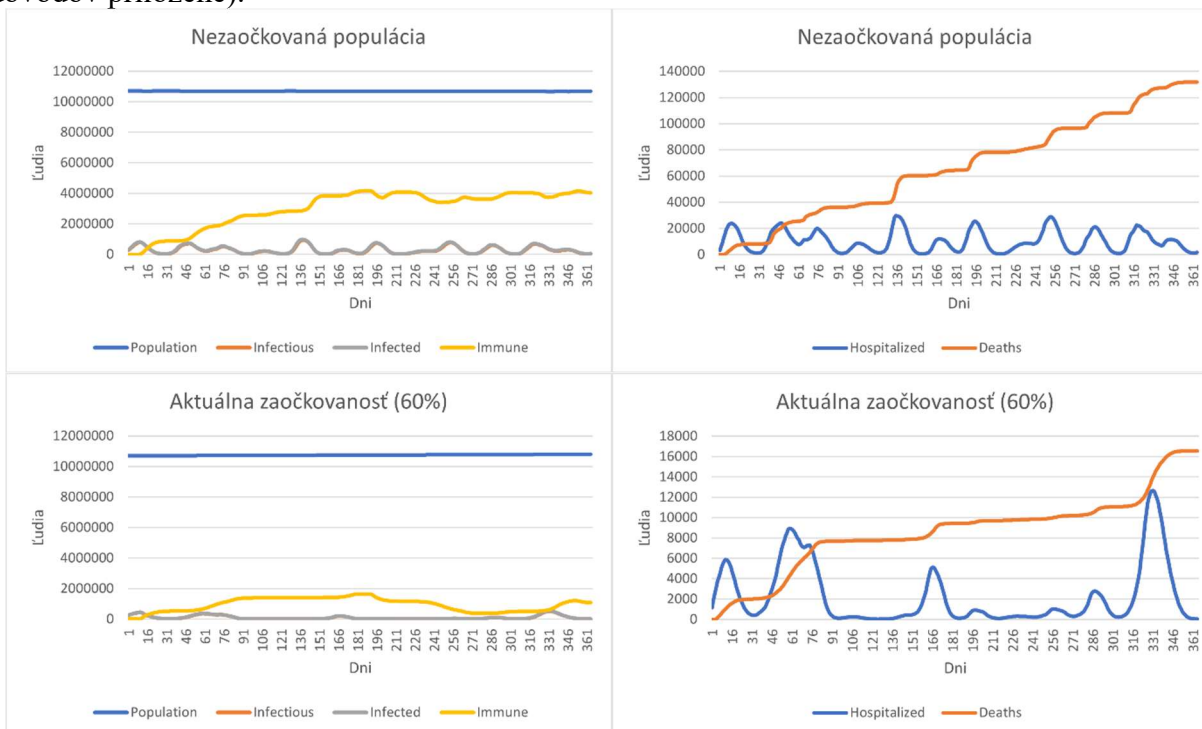 Nezaočkovaná populácia
12000000
10000000
8000000
6000000
4000000
2000000
0
Ľudia
1 16 31 46 61 76 91 106 121 136 151 166 181 196 211 226 241 256 271 286 301 316 331 346 361
Dni
Population Infectious Infected Immune
Nezaočkovaná populácia
140000
120000
100000
80000
60000
40000
20000
0
Ľudia
1 16 31 46 61 76 91 106 121 136 151 166 181 196 211 226 241 256 271 286 301 316 331 346 361
Dni
Hospitalized Deaths
Aktuálna zaočkovanosť (60%)
12000000
10000000
8000000
6000000
4000000
2000000
0
Ľudia
1 16 31 46 61 76 91 106 121 136 151 166 181 196 211 226 241 256 271 286 301 316 331 346 361
Dni
Population Infectious Infected Immune
Aktuálna zaočkovanosť (60%)
18000
16000
14000
12000
10000
8000
6000
4000
2000
0
Ľudia
1 16 31 46 61 76 91 106 121 136 151 166 181 196 211 226 241 256 271 286 301 316 331 346 361
Dni
Hospitalized Deaths